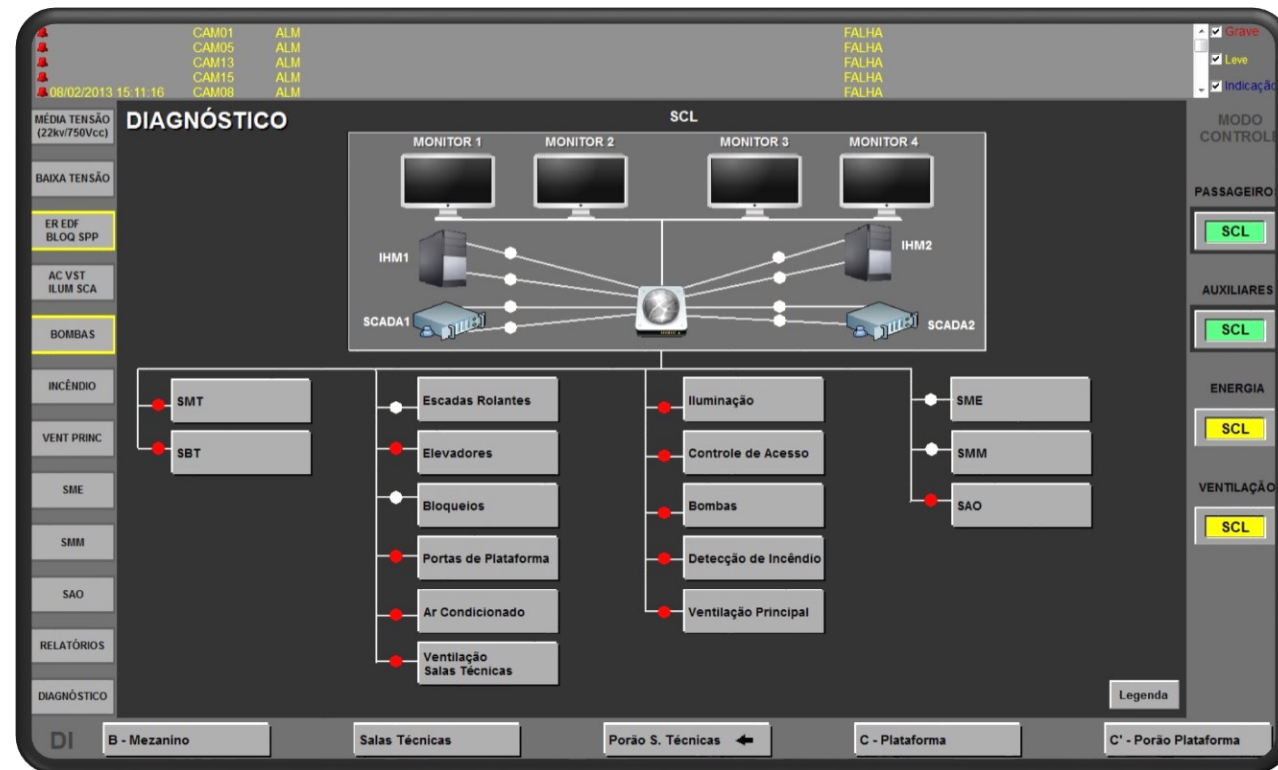 CAM01 ALM FALHA
CAM05 ALM FALHA
CAM13 ALM FALHA
CAM15 ALM FALHA
08/02/2013 15:11:16 CAM08 ALM FALHA
Grave
Leve
Indicação
MÉDIA TENSÃO
(22kv/750Vcc)
BAIXA TENSÃO
ER EDF
BLOQ SPP
AC VST
ILUM SCA
BOMBAS
INCÊNDIO
VENT PRINC
SME
SMM
SAO
RELATÓRIOS
DIAGNÓSTICO
DIAGNÓSTICO
SCL
MONITOR 1 MONITOR 2 MONITOR 3 MONITOR 4
IHM1
IHM2
SCADA1
SCADA2
SMT
SBT
Escadas Rolantes
Elevadores
Bloqueios
Portas de Plataforma
Ar Condicionado
Ventilação
Salas Técnicas
Iluminação
Controle de Acesso
Bombas
Detecção de Incêndio
Ventilação Principal
SME
SMM
SAO
Legenda
MODO
CONTROL
PASSAGEIRO
SCL
AUXILIARES
SCL
ENERGIA
SCL
VENTILAÇÃO
SCL
DI
B - Mezanino
Salas Técnicas
Porão S. Técnicas
C - Plataforma
C' - Porão Plataforma